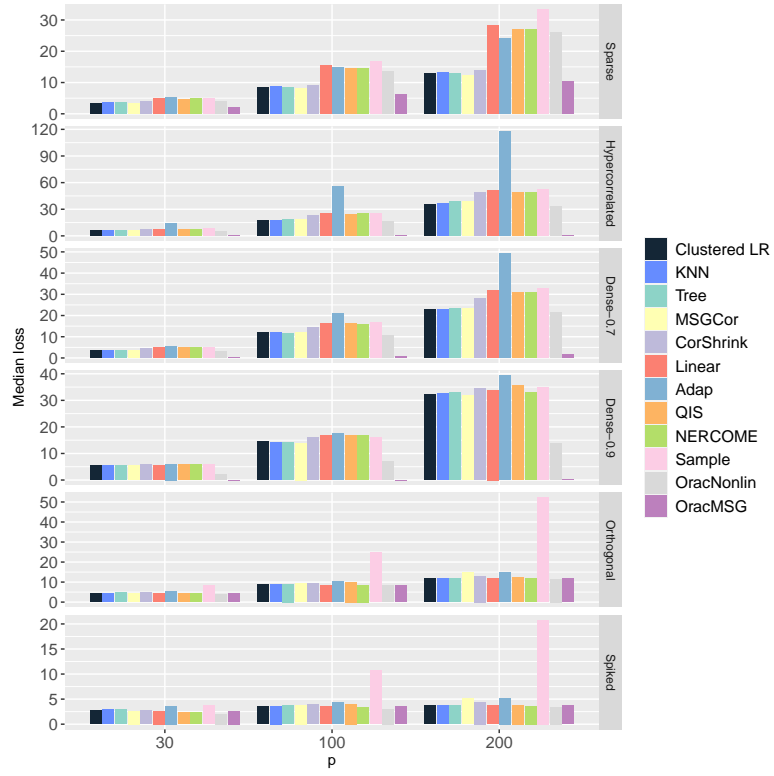 30
20
10
0
Sparse
120
90
60
30
0
Hypercorrelated
50
40
30
20
10
0
Dense−0.7
40
30
20
10
0
Dense−0.9
50
40
30
20
10
0
Orthogonal
20
15
10
5
0
Spiked
30
100
200
p
Median loss
Clustered LR
KNN
Tree
MSGCor
CorShrink
Linear
Adap
QIS
NERCOME
Sample
OracNonlin
OracMSG